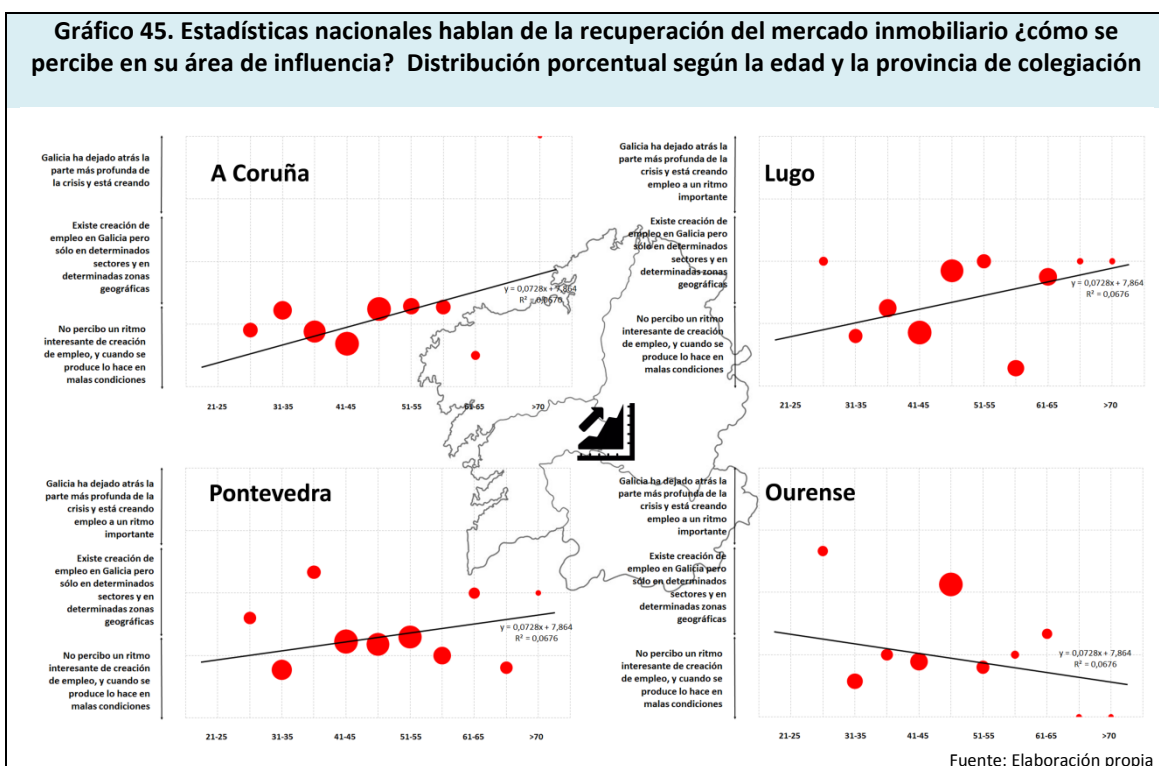 Gráfico 45. Estadísticas nacionales hablan de la recuperación del mercado inmobiliario ¿cómo se
percibe en su área de influencia? Distribución porcentual según la edad y la provincia de colegiación
A Coruña
Galicia ha dejado atrás la
parte más profunda de
la crisis y está creando
Existe creación de
empleo en Galicia pero
sólo en determinados
sectores y en
determinadas zonas
geográficas
No percibo un ritmo
interesante de creación
de empleo, y cuando se
produce lo hace en
malas condiciones
y = 0,0728x + 7,864
R² = 0,0676
21-25
31-35
41-45
51-55
61-65
>70
Lugo
Galicia ha dejado atrás la
parte más profunda de la
crisis y está creando
empleo a un ritmo
importante
Existe creación de
empleo en Galicia pero
sólo en determinados
sectores y en
determinadas zonas
geográficas
No percibo un ritmo
interesante de creación
de empleo, y cuando se
produce lo hace en
malas condiciones
y = 0,0728x + 7,864
R² = 0,0676
21-25
31-35
41-45
51-55
61-65
>70
Pontevedra
Galicia ha dejado atrás la
parte más profunda de la
crisis y está creando
empleo a un ritmo
importante
Existe creación de
empleo en Galicia pero
sólo en determinados
sectores y en
determinadas zonas
geográficas
No percibo un ritmo
interesante de creación
de empleo, y cuando se
produce lo hace en
malas condiciones
y = 0,0728x + 7,864
R² = 0,0676
21-25
31-35
41-45
51-55
61-65
>70
Ourense
Galicia ha dejado atrás la
parte más profunda de la
crisis y está creando
empleo a un ritmo
importante
Existe creación de
empleo en Galicia pero
sólo en determinados
sectores y en
determinadas zonas
geográficas
No percibo un ritmo
interesante de creación
de empleo, y cuando se
produce lo hace en
malas condiciones
y = 0,0728x + 7,864
R² = 0,0676
21-25
31-35
41-45
51-55
61-65
>70
Fuente: Elaboración propia